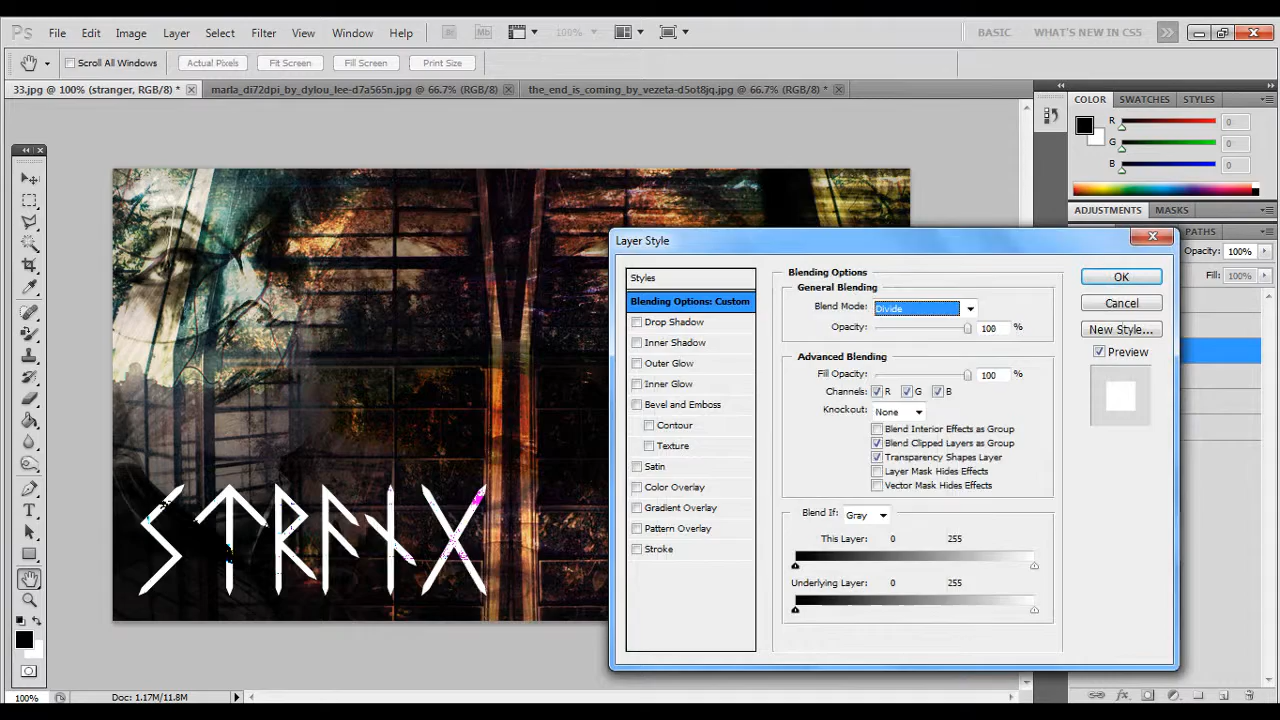 Ps File Edit Image Layer Select Filter View Window Help Br Mb 100% BASIC WHAT'S NEW IN CS5
Scroll All Windows Actual Pixels Fit Screen Fill Screen Print Size
33.jpg @ 100% (stranger, RGB/8) * marla_di72dpi_by_dylou_lee-d7a565n.jpg @ 66.7% (RGB/8) the_end_is_coming_by_vezeta-d5ot8jq.jpg @ 66.7% (RGB/8) *
COLOR SWATCHES STYLES
R 0
G 0
B 0
ADJUSTMENTS MASKS
PATHS
Opacity: 100%
Fill: 100%
Layer Style
Styles
Blending Options: Custom
Drop Shadow
Inner Shadow
Outer Glow
Inner Glow
Bevel and Emboss
Contour
Texture
Satin
Color Overlay
Gradient Overlay
Pattern Overlay
Stroke
Blending Options
General Blending
Blend Mode: Divide
Opacity: 100 %
Advanced Blending
Fill Opacity: 100 %
Channels: R G B
Knockout: None
Blend Interior Effects as Group
Blend Clipped Layers as Group
Transparency Shapes Layer
Layer Mask Hides Effects
Vector Mask Hides Effects
Blend If: Gray
This Layer: 0 255
Underlying Layer: 0 255
OK
Cancel
New Style...
Preview
STRANG
100% Doc: 1.17M/11.8M